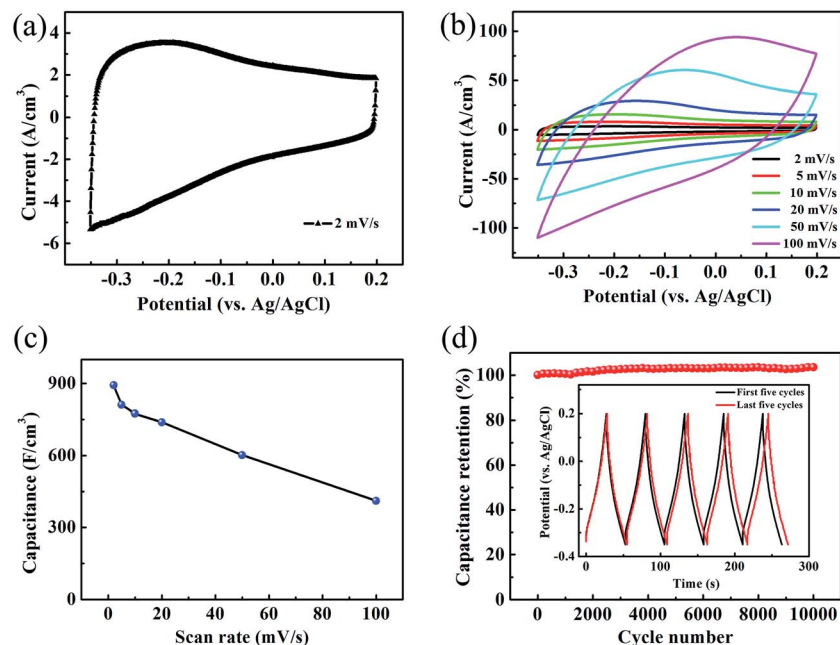 (a)
Current (A/cm³)
6
4
2
0
-2
-4
-6
-0.3 -0.2 -0.1 0.0 0.1 0.2
Potential (vs. Ag/AgCl)
2 mV/s
(b)
Current (A/cm³)
100
50
0
-50
-100
-0.3 -0.2 -0.1 0.0 0.1 0.2
Potential (vs. Ag/AgCl)
2 mV/s
5 mV/s
10 mV/s
20 mV/s
50 mV/s
100 mV/s
(c)
Capacitance (F/cm³)
900
600
300
0
0 20 40 60 80 100
Scan rate (mV/s)
(d)
Capacitance retention (%)
100
80
60
40
20
0
0 2000 4000 6000 8000 10000
Cycle number
First five cycles
Last five cycles
Potential (vs. Ag/AgCl)
0.2
0.0
-0.3
-0.4
0 100 200 300
Time (s)